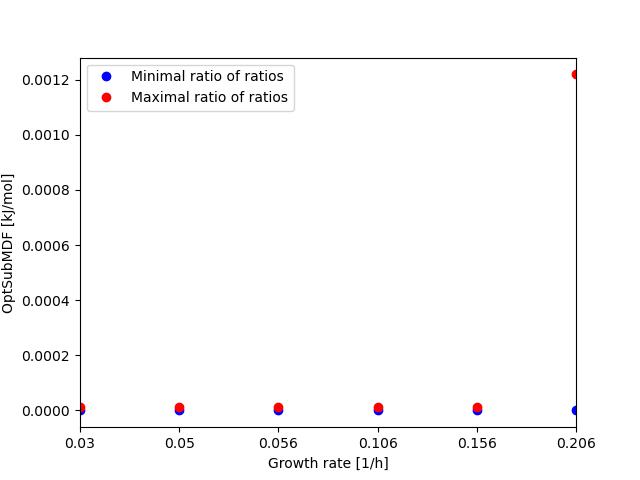 Minimal ratio of ratios
Maximal ratio of ratios
OptSubMDF [kJ/mol]
0.0012
0.0010
0.0008
0.0006
0.0004
0.0002
0.0000
0.03 0.05 0.056 0.106 0.156 0.206
Growth rate [1/h]